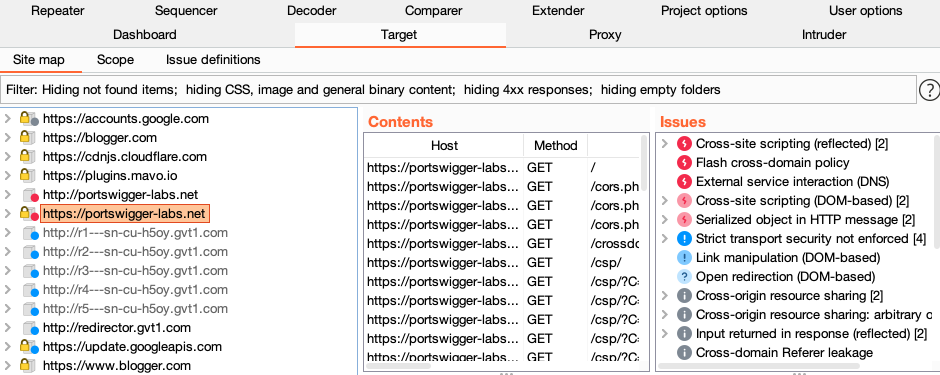 Repeater Sequencer Decoder Comparer Extender Project options User options
Dashboard Target Proxy Intruder
Site map Scope Issue definitions
Filter: Hiding not found items; hiding CSS, image and general binary content; hiding 4xx responses; hiding empty folders ?
https://accounts.google.com
https://blogger.com
https://cdnjs.cloudflare.com
https://plugins.mavo.io
http://portswigger-labs.net
https://portswigger-labs.net
http://r1---sn-cu-h5oy.gvt1.com
http://r2---sn-cu-h5oy.gvt1.com
http://r3---sn-cu-h5oy.gvt1.com
http://r4---sn-cu-h5oy.gvt1.com
http://r5---sn-cu-h5oy.gvt1.com
http://redirector.gvt1.com
https://update.googleapis.com
https://www.blogger.com
Contents
Host Method
https://portswigger-labs... GET /
https://portswigger-labs... GET /cors.ph
https://portswigger-labs... GET /cors.ph
https://portswigger-labs... GET /cors.ph
https://portswigger-labs... GET /crossdo
https://portswigger-labs... GET /csp/
https://portswigger-labs... GET /csp/?C=
https://portswigger-labs... GET /csp/?C=
https://portswigger-labs... GET /csp/?C=
https://portswigger-labs... GET /csp/?C=
https://portswigger-labs... GET /csp/?C=
Issues
Cross-site scripting (reflected) [2]
Flash cross-domain policy
External service interaction (DNS)
Cross-site scripting (DOM-based) [2]
Serialized object in HTTP message [2]
Strict transport security not enforced [4]
Link manipulation (DOM-based)
Open redirection (DOM-based)
Cross-origin resource sharing [2]
Cross-origin resource sharing: arbitrary o
Input returned in response (reflected) [2]
Cross-domain Referer leakage